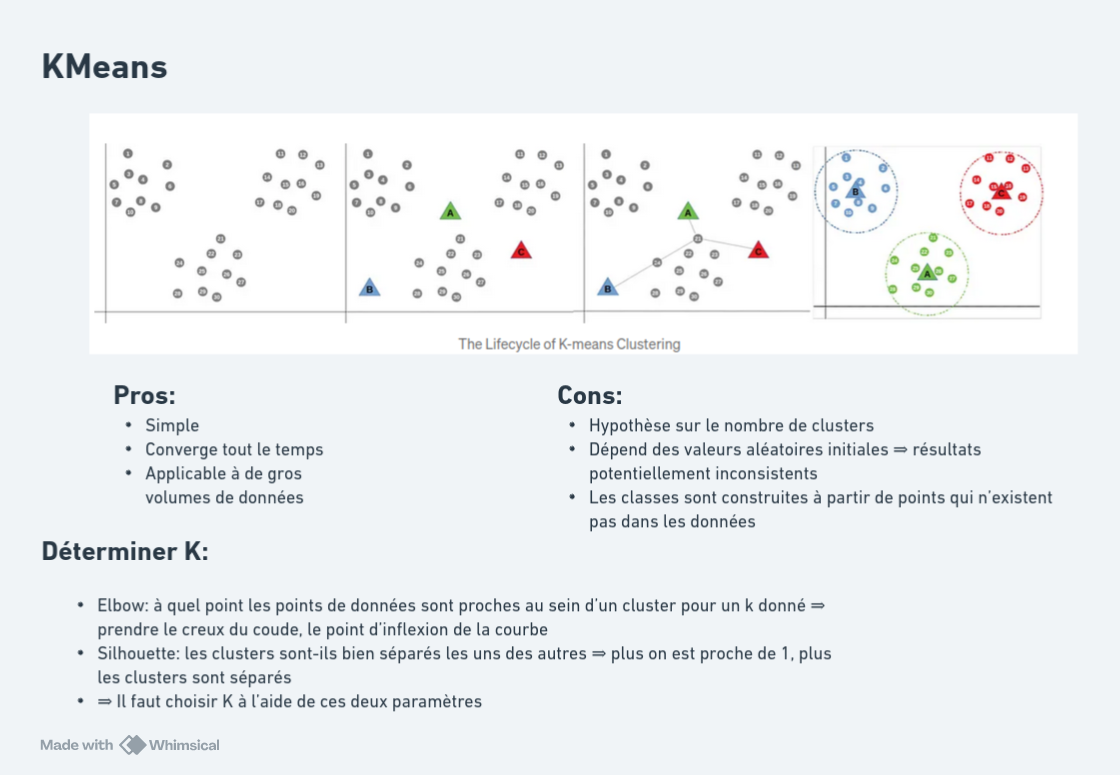 KMeans
A
B
C
A
B
C
B
C
A
The Lifecycle of K-means Clustering
Pros:
• Simple
• Converge tout le temps
• Applicable à de gros
volumes de données
Cons:
• Hypothèse sur le nombre de clusters
• Dépend des valeurs aléatoires initiales ⇒ résultats
potentiellement inconsistents
• Les classes sont construites à partir de points qui n'existent
pas dans les données
Déterminer K:
• Elbow: à quel point les points de données sont proches au sein d'un cluster pour un k donné ⇒
prendre le creux du coude, le point d'inflexion de la courbe
• Silhouette: les clusters sont-ils bien séparés les uns des autres ⇒ plus on est proche de 1, plus
les clusters sont séparés
• ⇒ Il faut choisir K à l'aide de ces deux paramètres
Made with Whimsical